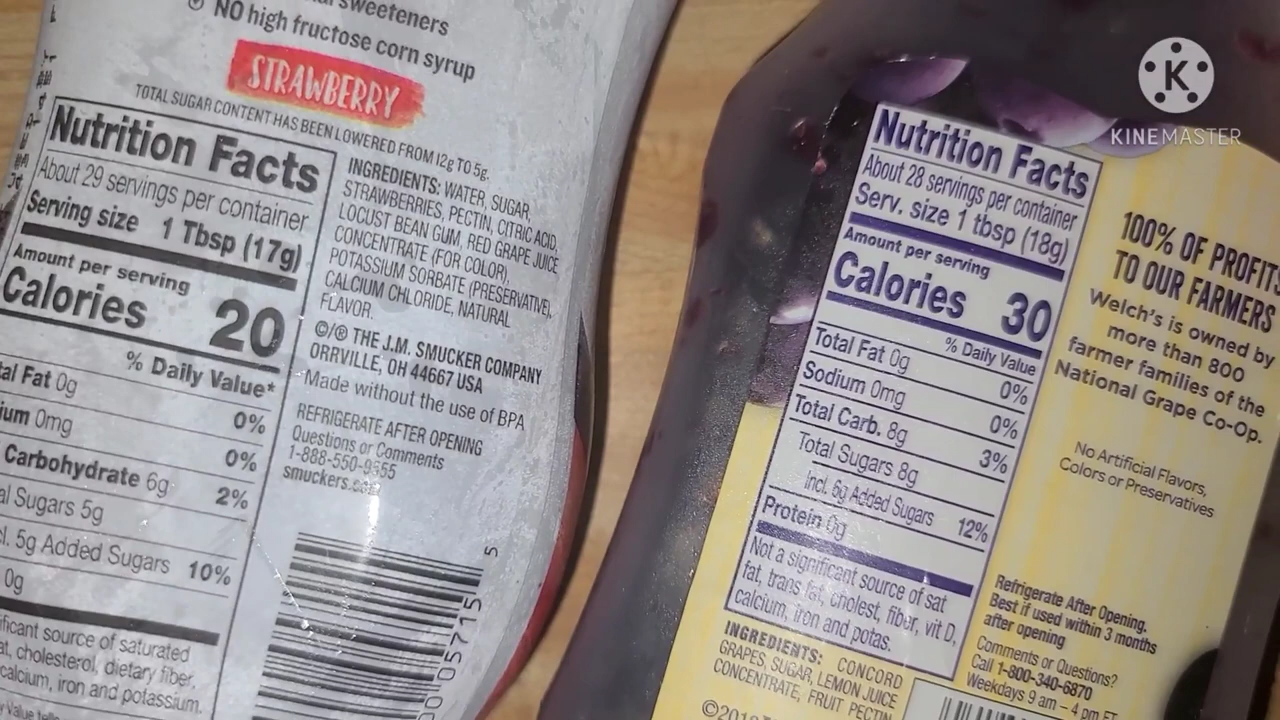 sweeteners
NO high fructose corn syrup
STRAWBERRY
TOTAL SUGAR CONTENT HAS BEEN LOWERED FROM 12g TO 5g.
Nutrition Facts
About 29 servings per container
Serving size 1 Tbsp (17g)
Amount per serving
Calories 20
% Daily Value*
Fat 0g 0%
0mg 0%
Carbohydrate 6g 2%
Sugars 5g
5g Added Sugars 10%
0g
saturated
cholesterol, dietary fiber,
calcium, iron and potassium.
INGREDIENTS: WATER, SUGAR,
STRAWBERRIES, PECTIN, CITRIC ACID,
LOCUST BEAN GUM, RED GRAPE JUICE
CONCENTRATE (FOR COLOR),
POTASSIUM SORBATE (PRESERVATIVE),
CALCIUM CHLORIDE, NATURAL
FLAVOR.
©/® THE J.M. SMUCKER COMPANY
ORRVILLE, OH 44667 USA
Made without the use of BPA
REFRIGERATE AFTER OPENING
Questions or Comments
1-888-550-9555
smuckers.com
5
05715
KINEMASTER
Nutrition Facts
About 28 servings per container
Serv. size 1 tbsp (18g)
Amount per serving
Calories 30
% Daily Value
Total Fat 0g 0%
Sodium 0mg 0%
Total Carb. 8g 3%
Total Sugars 8g
Incl. 6g Added Sugars 12%
Protein 0g
Not a significant source of sat
fat, trans fat, cholest, fiber, vit D,
calcium, iron and potas.
INGREDIENTS: CONCORD
GRAPES, SUGAR, LEMON JUICE
CONCENTRATE, FRUIT PECTIN
100% OF PROFITS
TO OUR FARMERS
Welch's is owned by
more than 800
farmer families of the
National Grape Co-Op.
No Artificial Flavors,
Colors or Preservatives
Refrigerate After Opening.
Best if used within 3 months
after opening
Comments or Questions?
Call 1-800-340-6870
Weekdays 9 am – 4 pm ET